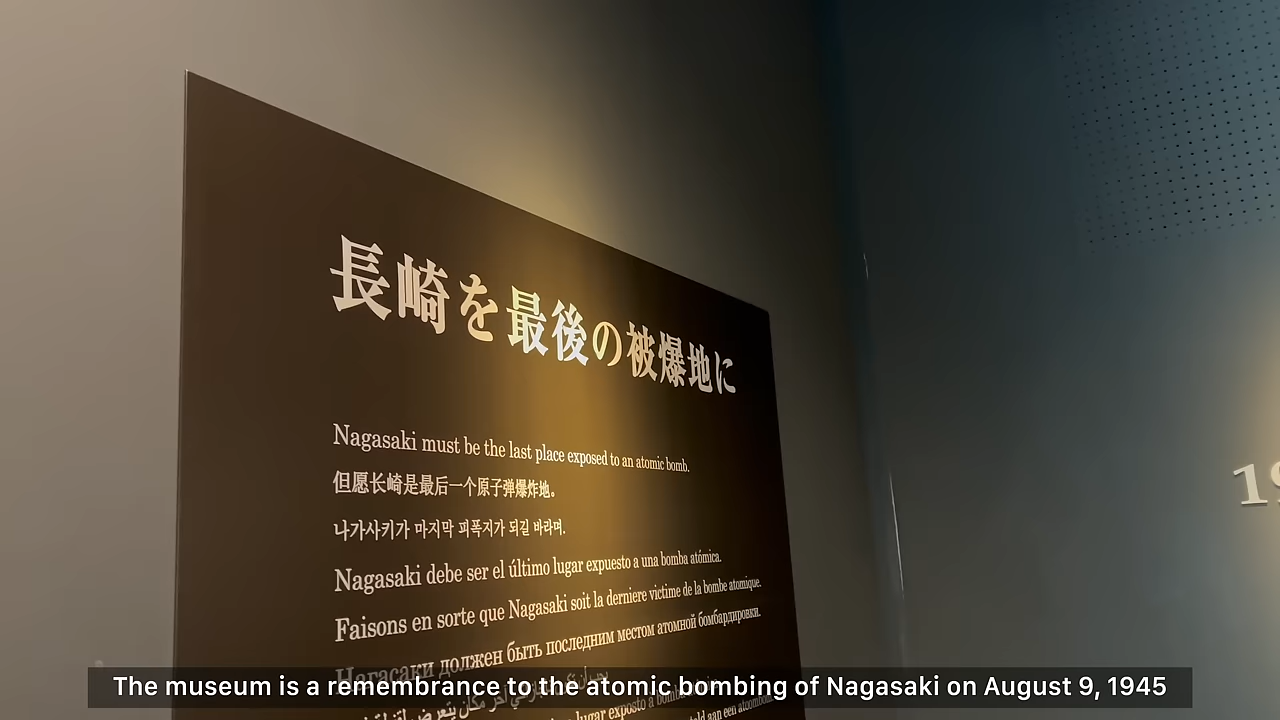 長崎を最後の被爆地に
Nagasaki must be the last place exposed to an atomic bomb.
但愿长崎是最后一个原子弹爆炸地。
나가사키가 마지막 피폭지가 되길 바라며.
Nagasaki debe ser el último lugar expuesto a una bomba atómica.
Faisons en sorte que Nagasaki soit la derniere victime de la bombe atomique.
Нагасаки должен быть последним местом атомной бомбардировки.
lugar exposto a
19
The museum is a remembrance to the atomic bombing of Nagasaki on August 9, 1945